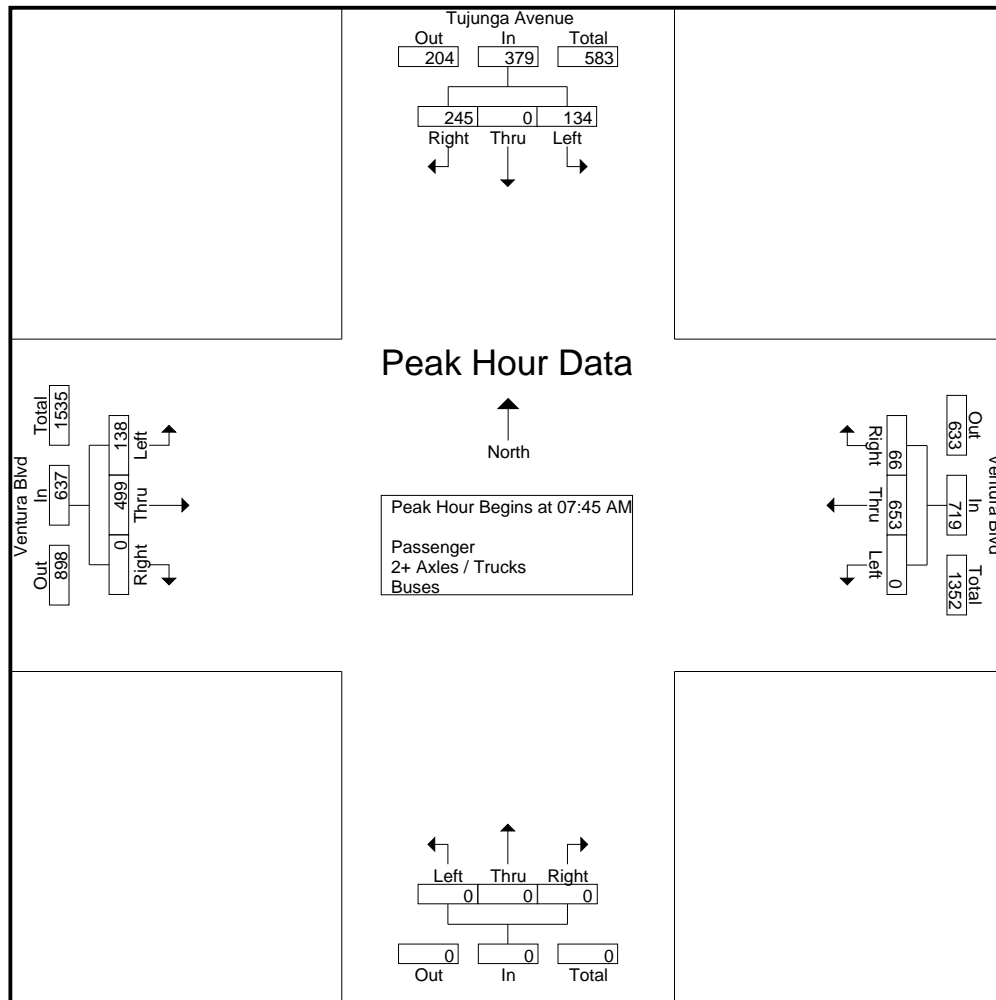 Tujunga Avenue
Out In Total
204 379 583
245 0 134
Right Thru Left
Peak Hour Data
North
Peak Hour Begins at 07:45 AM
Passenger
2+ Axles / Trucks
Buses
Ventura Blvd
Total In Out
1535 637 898
138 499 0
Left Thru Right
Ventura Blvd
Out In Total
633 719 1352
66 653 0
Right Thru Left
Left Thru Right
0 0 0
0 0 0
Out In Total